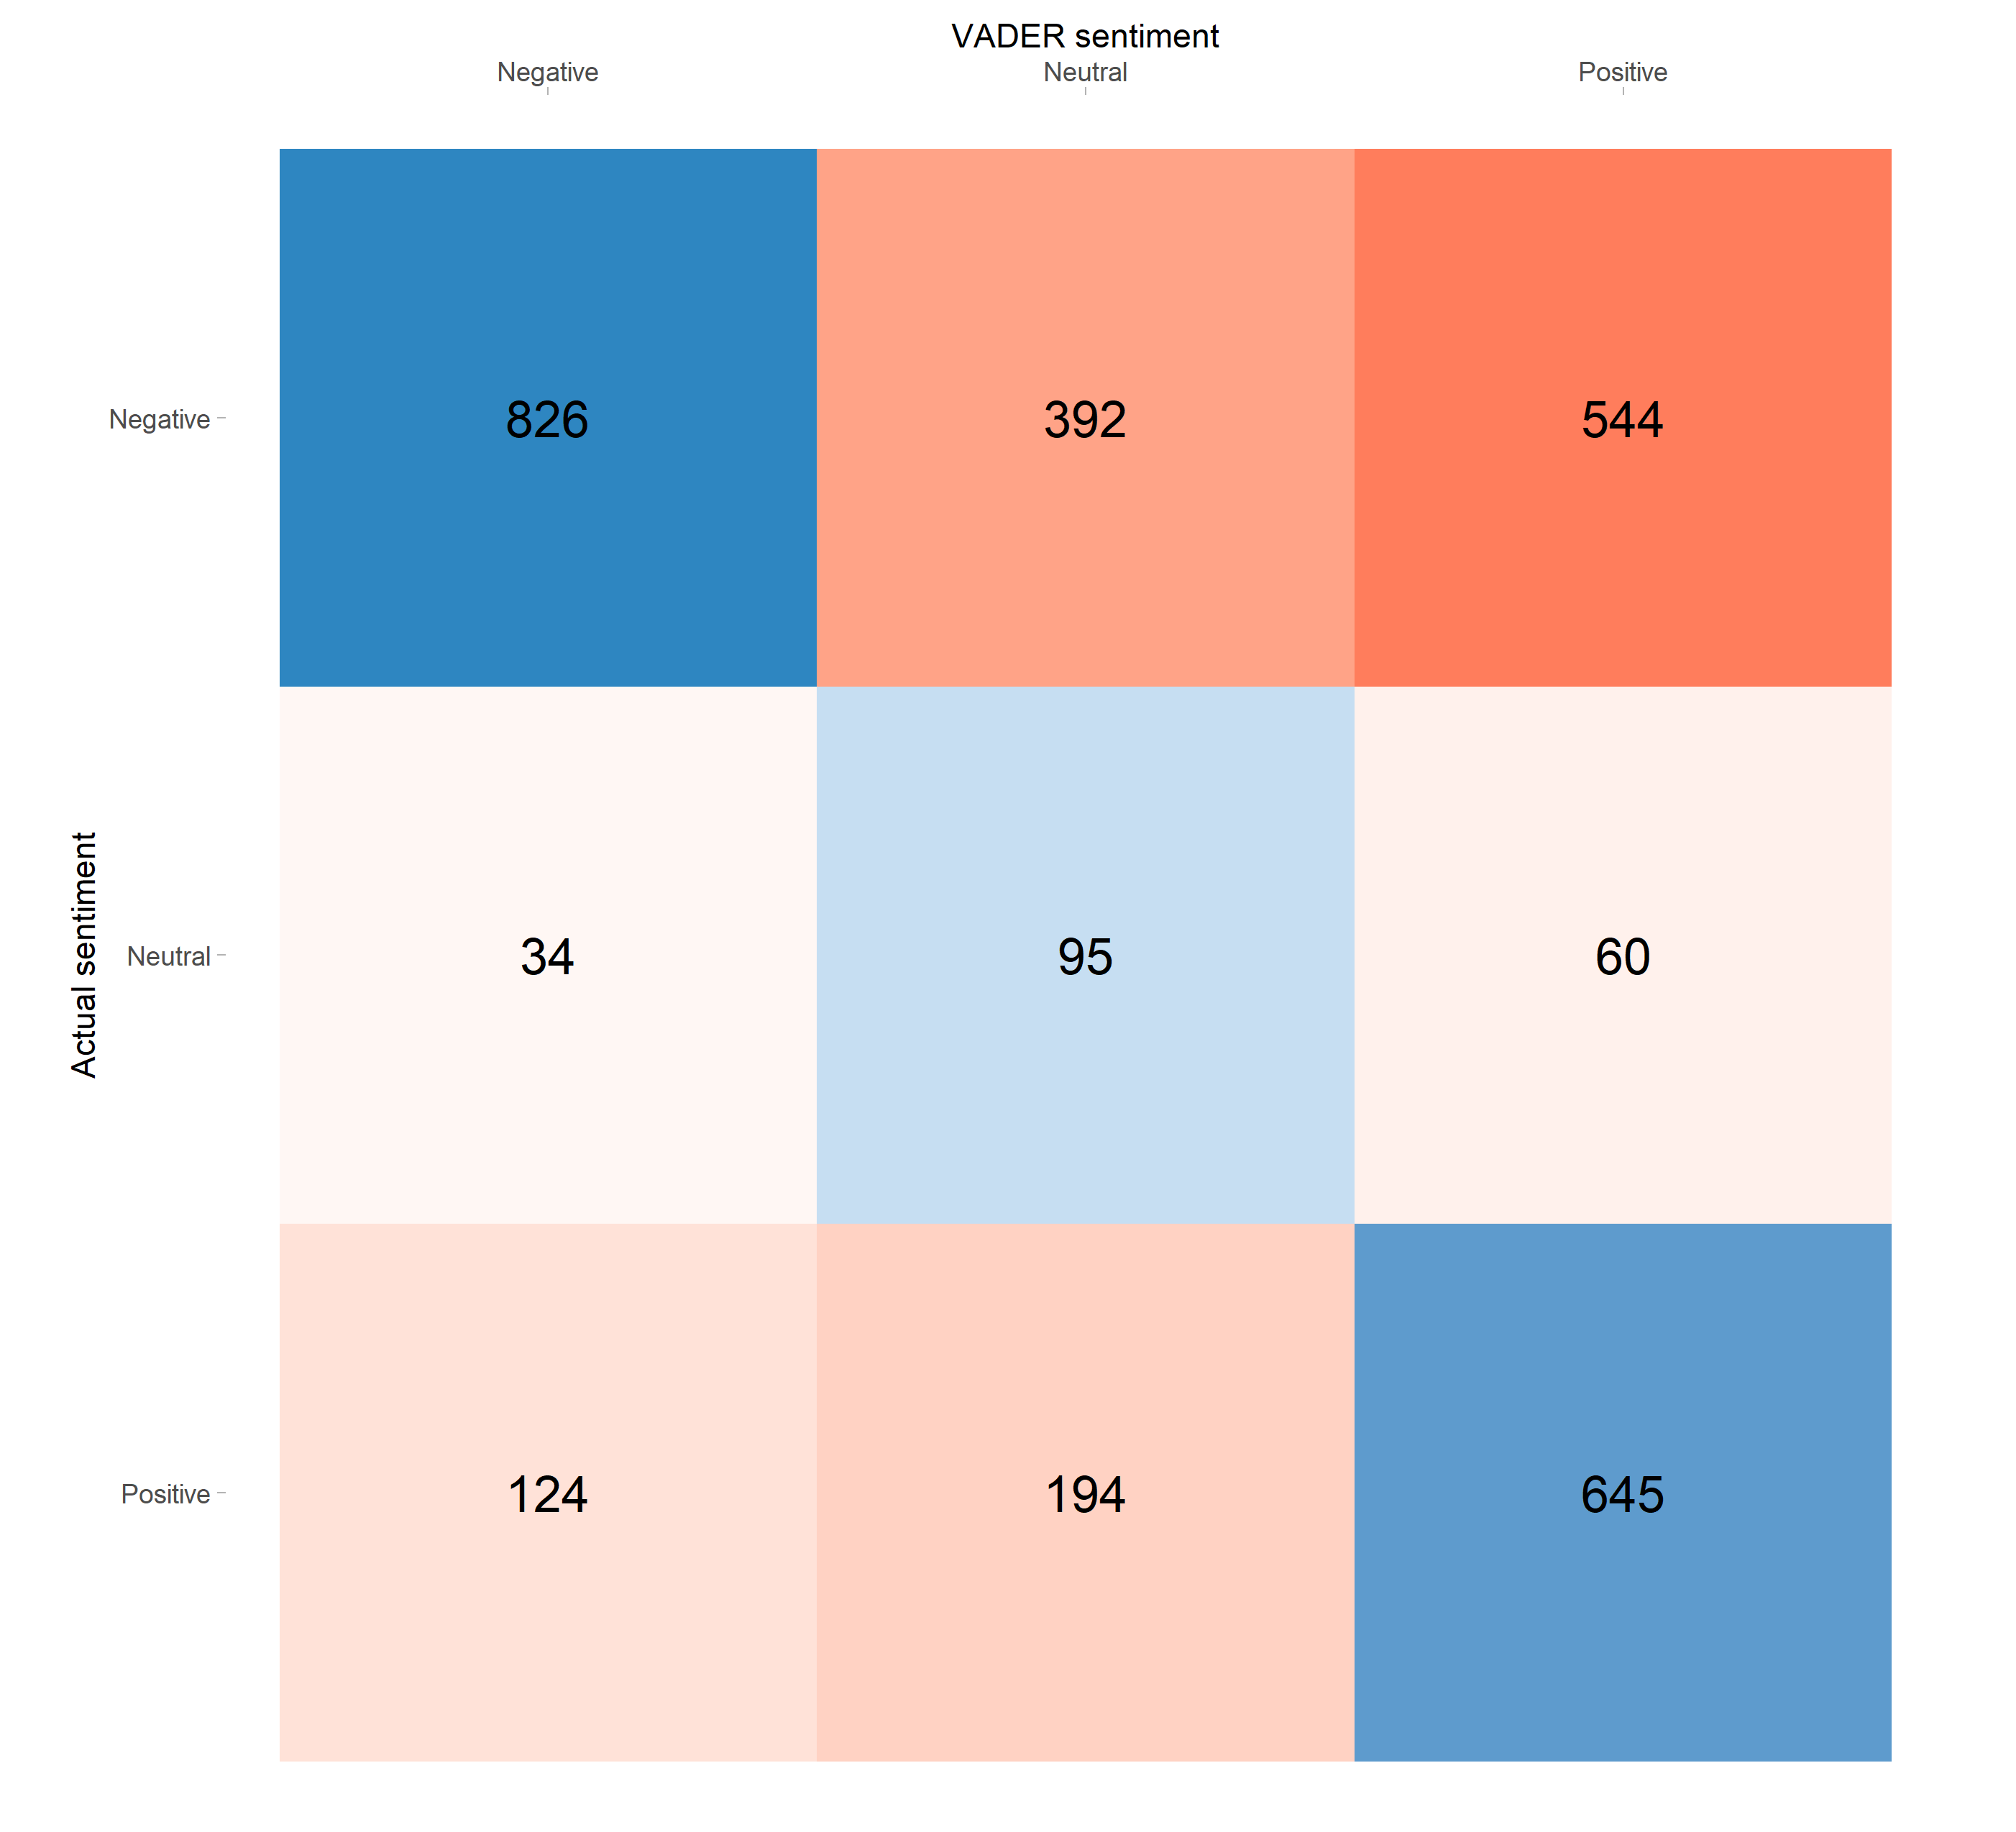 VADER sentiment
Negative Neutral Positive
Negative 826 392 544
Actual sentiment
Neutral 34 95 60
Positive 124 194 645